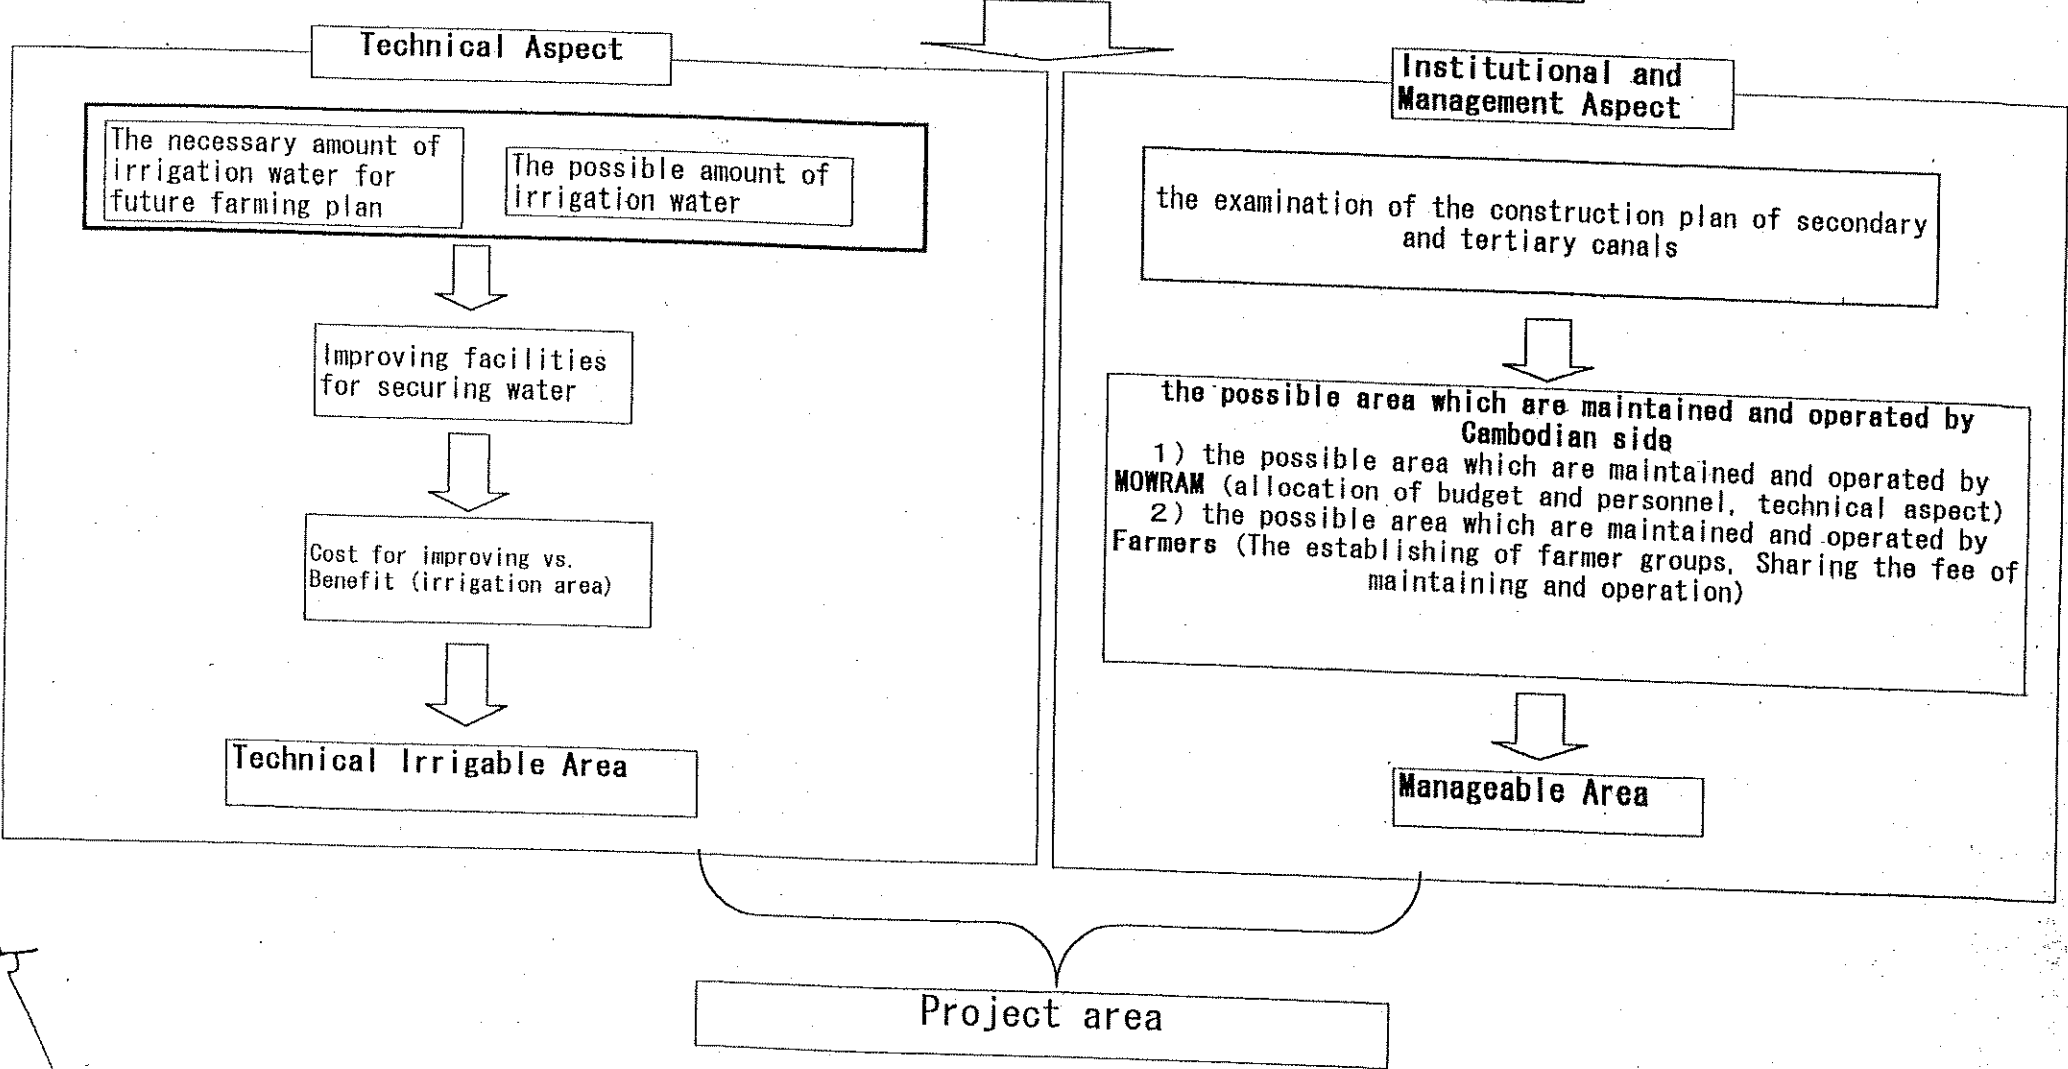 Technical Aspect
The necessary amount of
irrigation water for
future farming plan
The possible amount of
irrigation water
Improving facilities
for securing water
Cost for improving vs.
Benefit (irrigation area)
Technical Irrigable Area
Institutional and
Management Aspect
the examination of the construction plan of secondary
and tertiary canals
the possible area which are maintained and operated by
Cambodian side
1) the possible area which are maintained and operated by
MOWRAM (allocation of budget and personnel, technical aspect)
2) the possible area which are maintained and operated by
Farmers (The establishing of farmer groups, Sharing the fee of
maintaining and operation)
Manageable Area
Project area